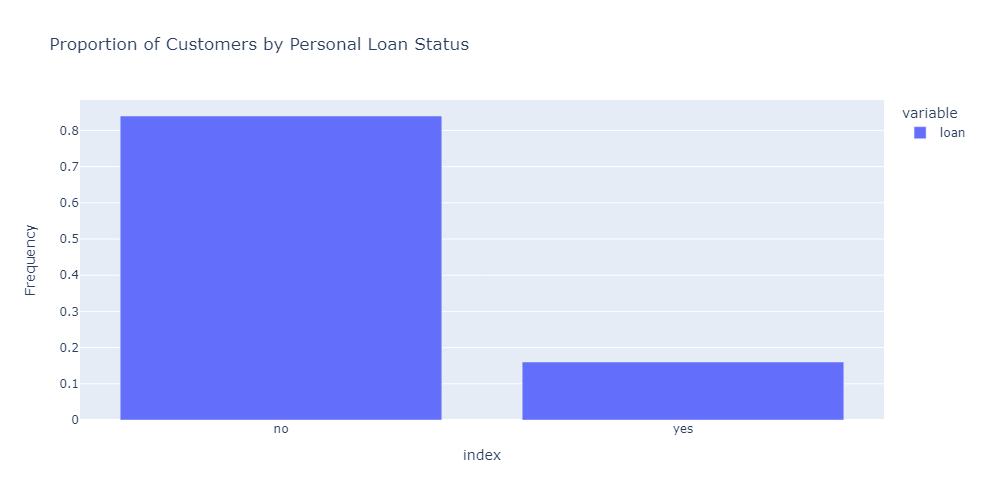 Proportion of Customers by Personal Loan Status
variable
loan
Frequency
0.8
0.7
0.6
0.5
0.4
0.3
0.2
0.1
0
no yes
index